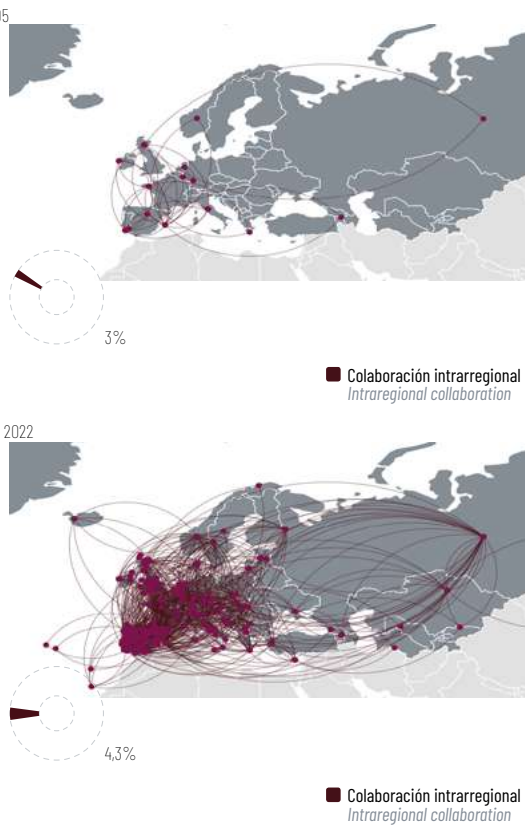 3%
Colaboración intrarregional
Intraregional collaboration
2022
4,3%
Colaboración intrarregional
Intraregional collaboration